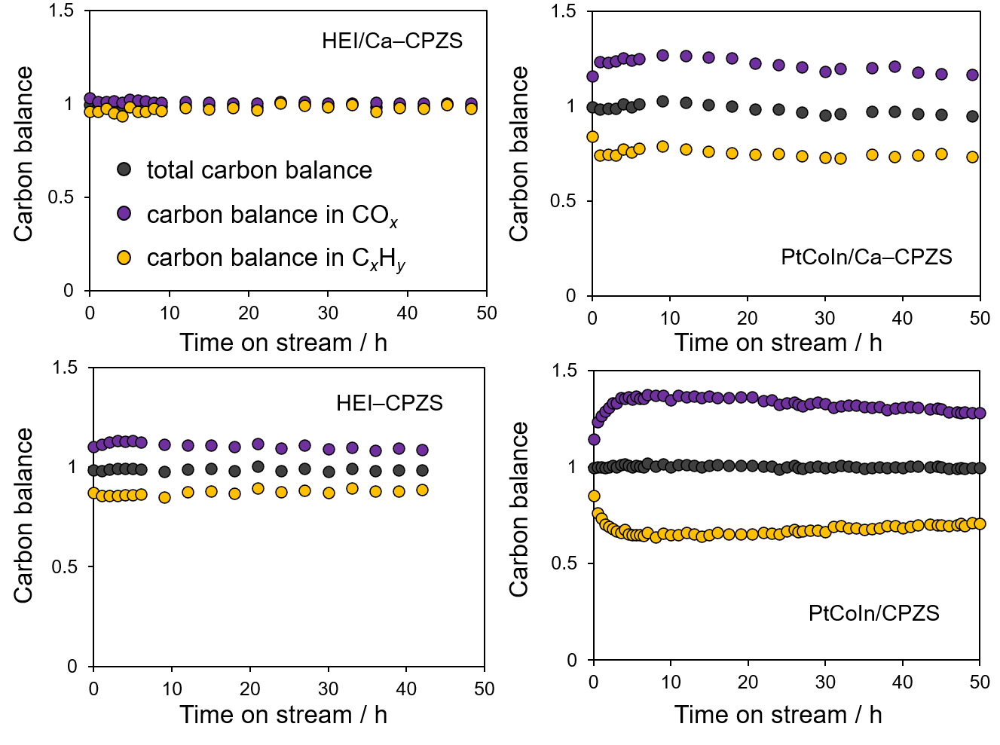 1.5
HEI/Ca–CPZS
1
total carbon balance
0.5
carbon balance in COx
carbon balance in CxHy
0
0 10 20 30 40 50
Time on stream / h
Carbon balance
1.5
1
0.5
PtCoIn/Ca–CPZS
0
0 10 20 30 40 50
Time on stream / h
Carbon balance
1.5
HEI–CPZS
1
0.5
0
0 10 20 30 40 50
Time on stream / h
Carbon balance
1.5
1
0.5
PtCoIn/CPZS
0
0 10 20 30 40 50
Time on stream / h
Carbon balance